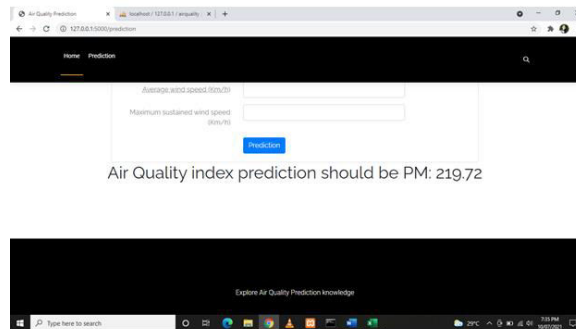 Air Quality Prediction
localhost / 127.0.0.1 / airquality
127.0.0.1:5000/prediction
Home Prediction
Average wind speed (Km/h)
Maximum sustained wind speed
(Km/h)
Prediction
Air Quality index prediction should be PM: 219.72
Explore Air Quality Prediction knowledge
Type here to search
29°C
7:15 PM